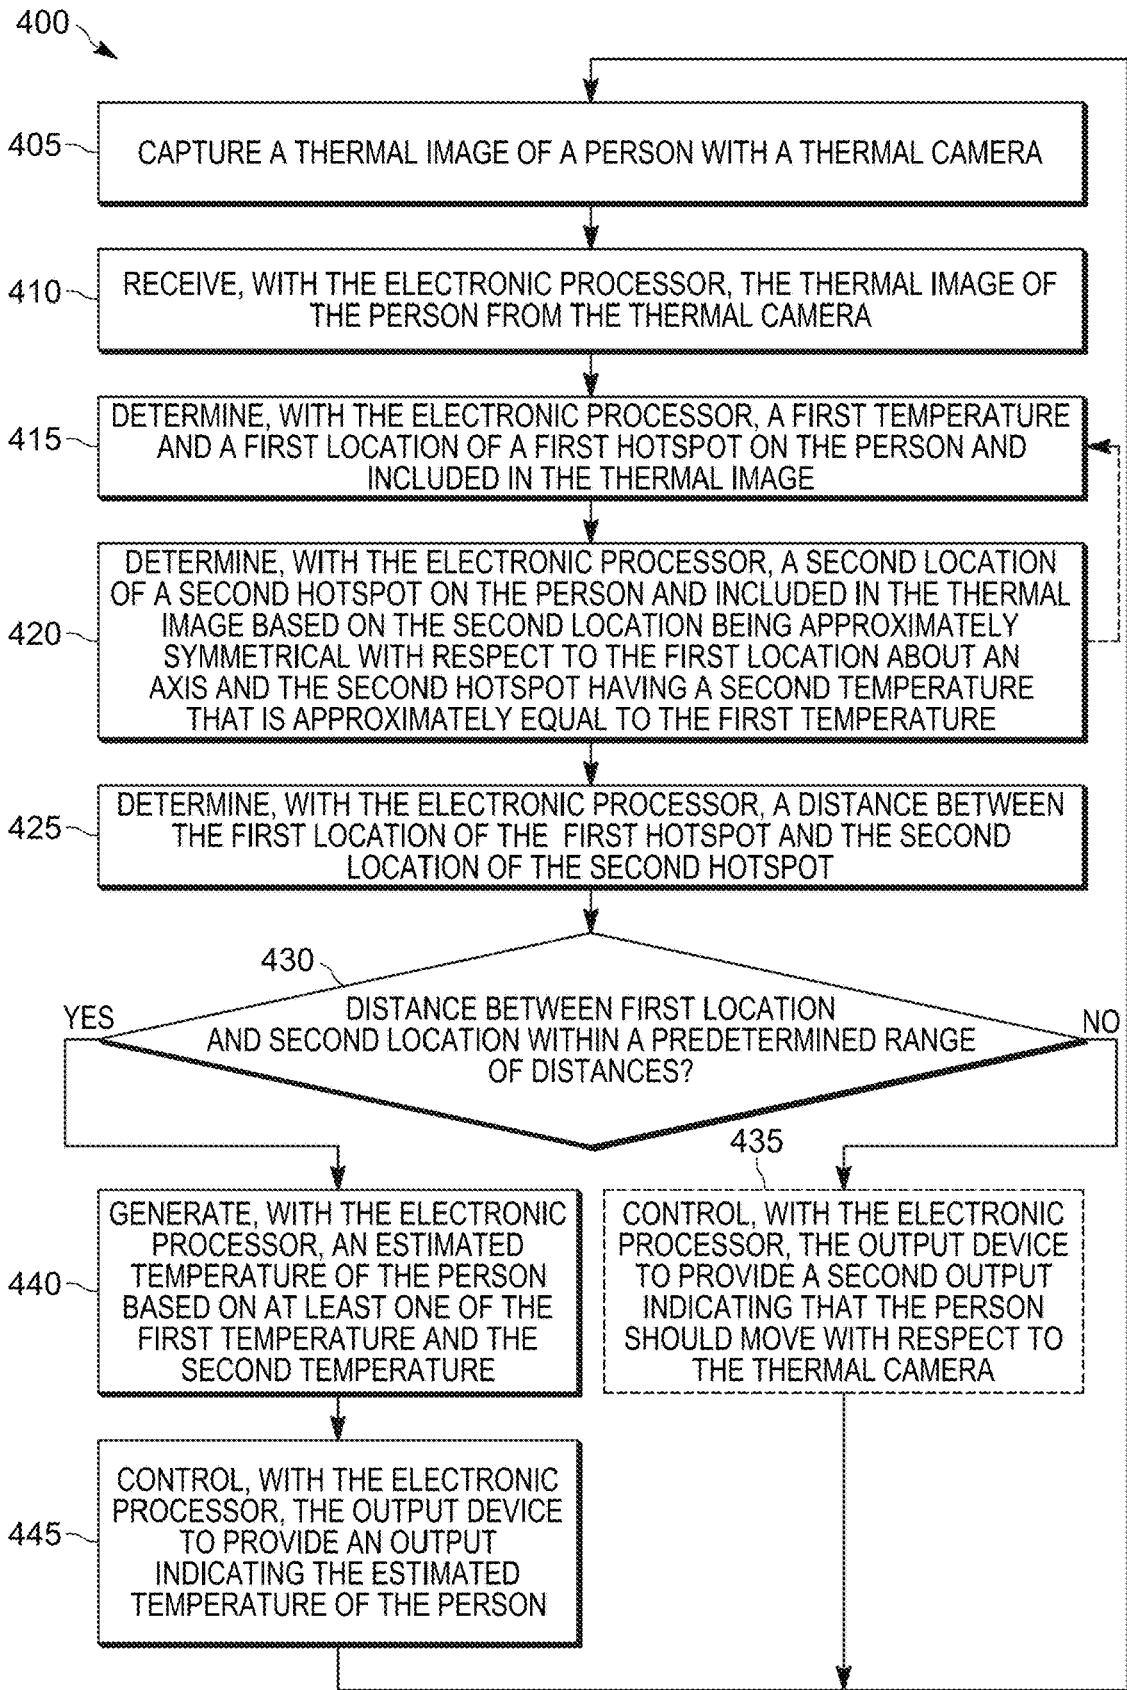 400
405
CAPTURE A THERMAL IMAGE OF A PERSON WITH A THERMAL CAMERA
410
RECEIVE, WITH THE ELECTRONIC PROCESSOR, THE THERMAL IMAGE OF
THE PERSON FROM THE THERMAL CAMERA
415
DETERMINE, WITH THE ELECTRONIC PROCESSOR, A FIRST TEMPERATURE
AND A FIRST LOCATION OF A FIRST HOTSPOT ON THE PERSON AND
INCLUDED IN THE THERMAL IMAGE
420
DETERMINE, WITH THE ELECTRONIC PROCESSOR, A SECOND LOCATION
OF A SECOND HOTSPOT ON THE PERSON AND INCLUDED IN THE THERMAL
IMAGE BASED ON THE SECOND LOCATION BEING APPROXIMATELY
SYMMETRICAL WITH RESPECT TO THE FIRST LOCATION ABOUT AN
AXIS AND THE SECOND HOTSPOT HAVING A SECOND TEMPERATURE
THAT IS APPROXIMATELY EQUAL TO THE FIRST TEMPERATURE
425
DETERMINE, WITH THE ELECTRONIC PROCESSOR, A DISTANCE BETWEEN
THE FIRST LOCATION OF THE FIRST HOTSPOT AND THE SECOND
LOCATION OF THE SECOND HOTSPOT
430
DISTANCE BETWEEN FIRST LOCATION
AND SECOND LOCATION WITHIN A PREDETERMINED RANGE
OF DISTANCES?
YES
NO
440
GENERATE, WITH THE ELECTRONIC
PROCESSOR, AN ESTIMATED
TEMPERATURE OF THE PERSON
BASED ON AT LEAST ONE OF THE
FIRST TEMPERATURE AND THE
SECOND TEMPERATURE
435
CONTROL, WITH THE ELECTRONIC
PROCESSOR, THE OUTPUT DEVICE
TO PROVIDE A SECOND OUTPUT
INDICATING THAT THE PERSON
SHOULD MOVE WITH RESPECT TO
THE THERMAL CAMERA
445
CONTROL, WITH THE ELECTRONIC
PROCESSOR, THE OUTPUT DEVICE
TO PROVIDE AN OUTPUT
INDICATING THE ESTIMATED
TEMPERATURE OF THE PERSON